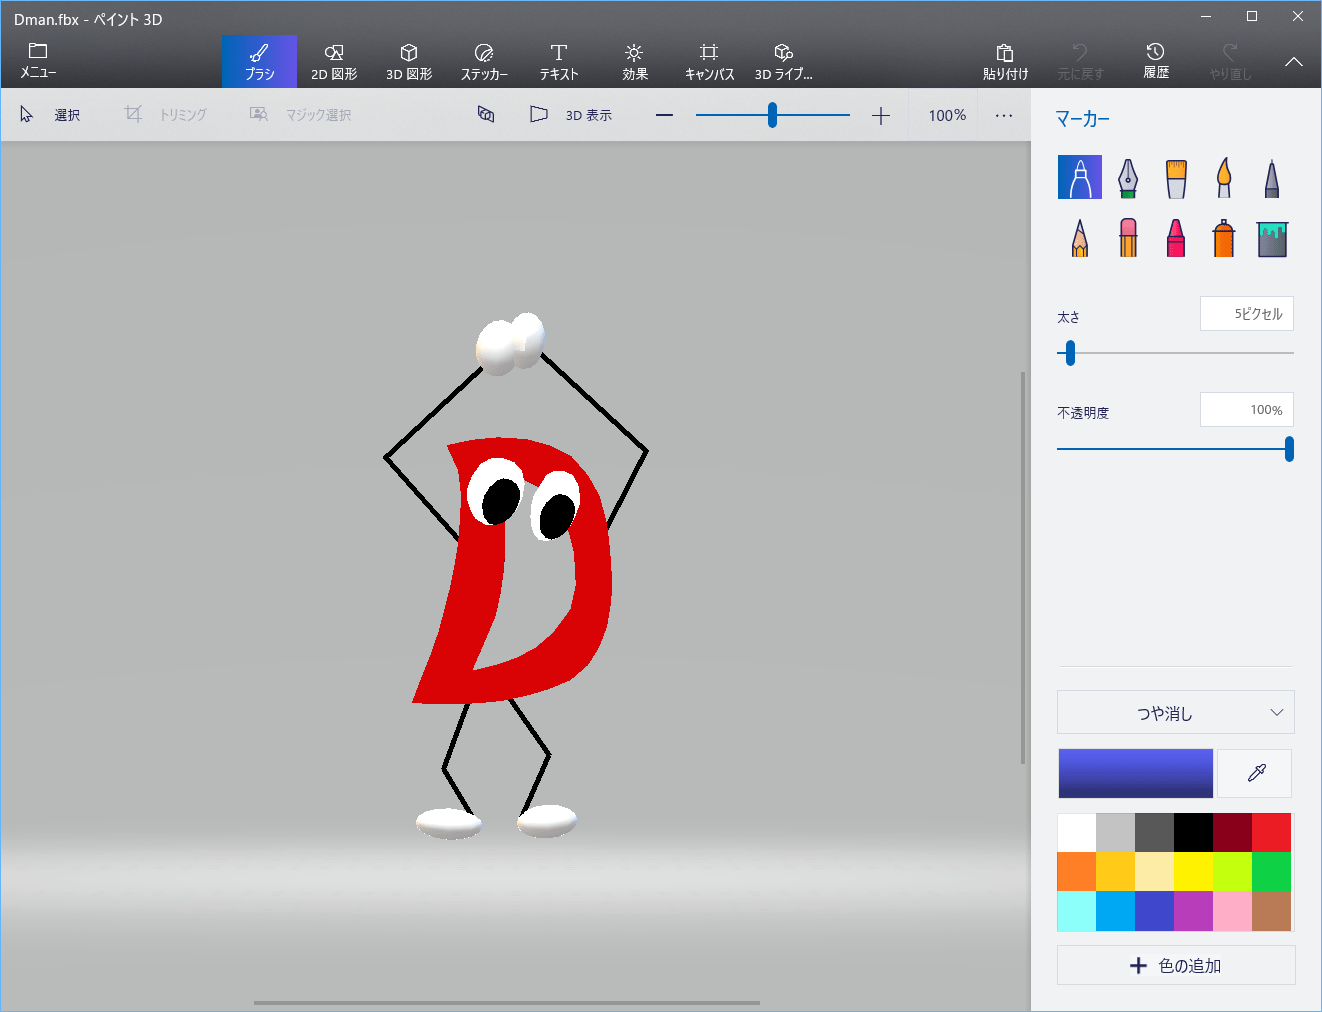 Dman.fbx - ペイント 3D
メニュー
ブラシ
2D 図形
3D 図形
ステッカー
テキスト
効果
キャンバス
3D ライブ...
貼り付け
元に戻す
履歴
やり直し
選択
トリミング
マジック選択
3D 表示
100%
マーカー
太さ
5ピクセル
不透明度
100%
つや消し
色の追加
D